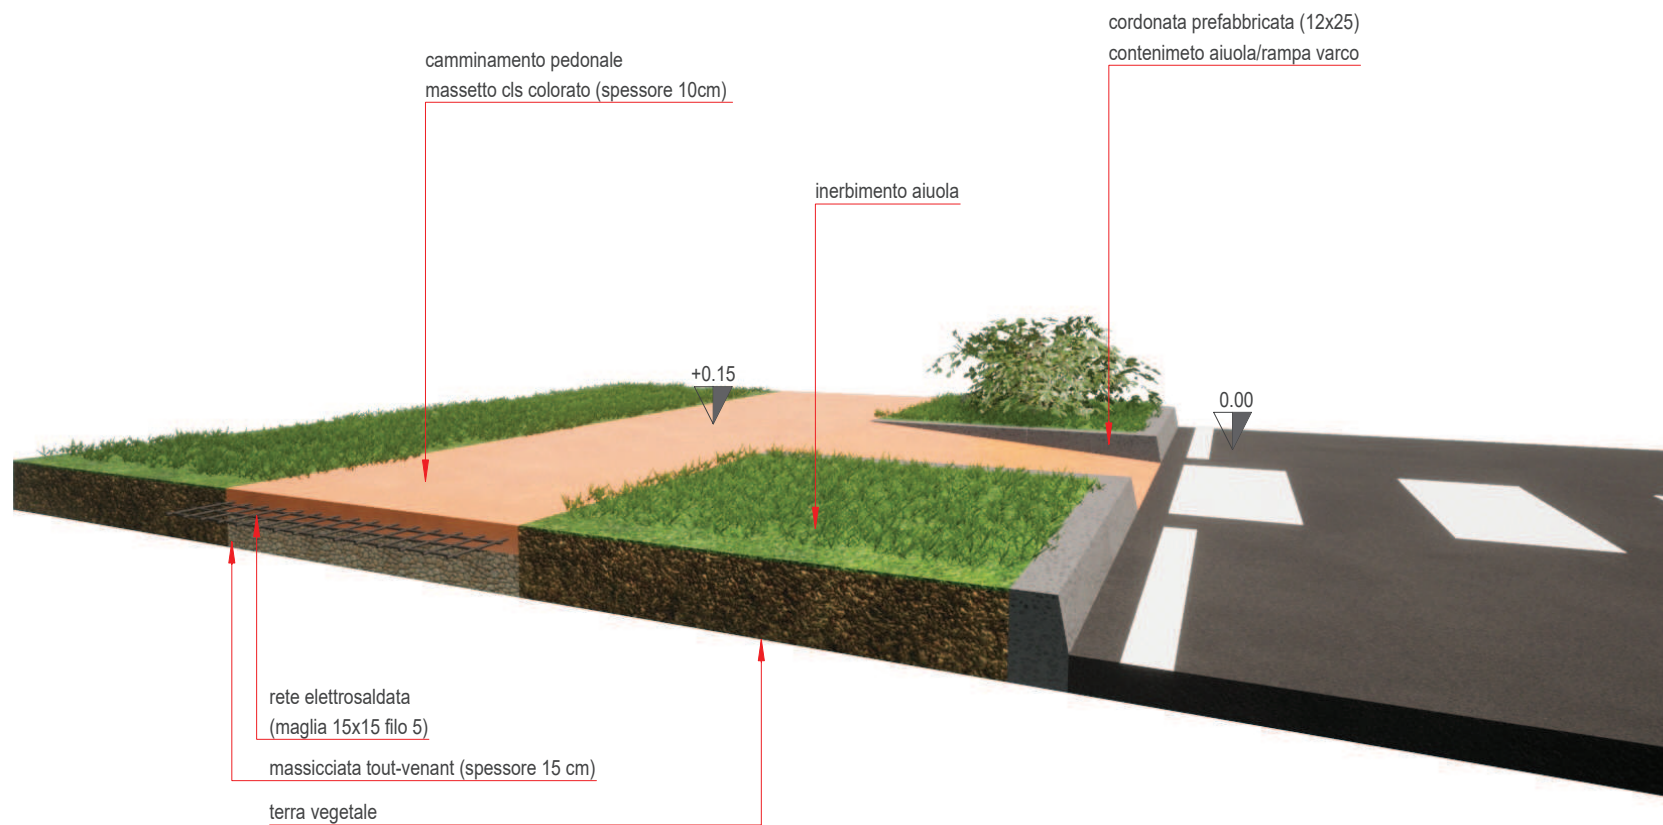 cordonata prefabbricata (12x25)
contenimeto aiuola/rampa varco
camminamento pedonale
massetto cls colorato (spessore 10cm)
inerbimento aiuola
+0.15
0.00
rete elettrosaldata
(maglia 15x15 filo 5)
massicciata tout-venant (spessore 15 cm)
terra vegetale